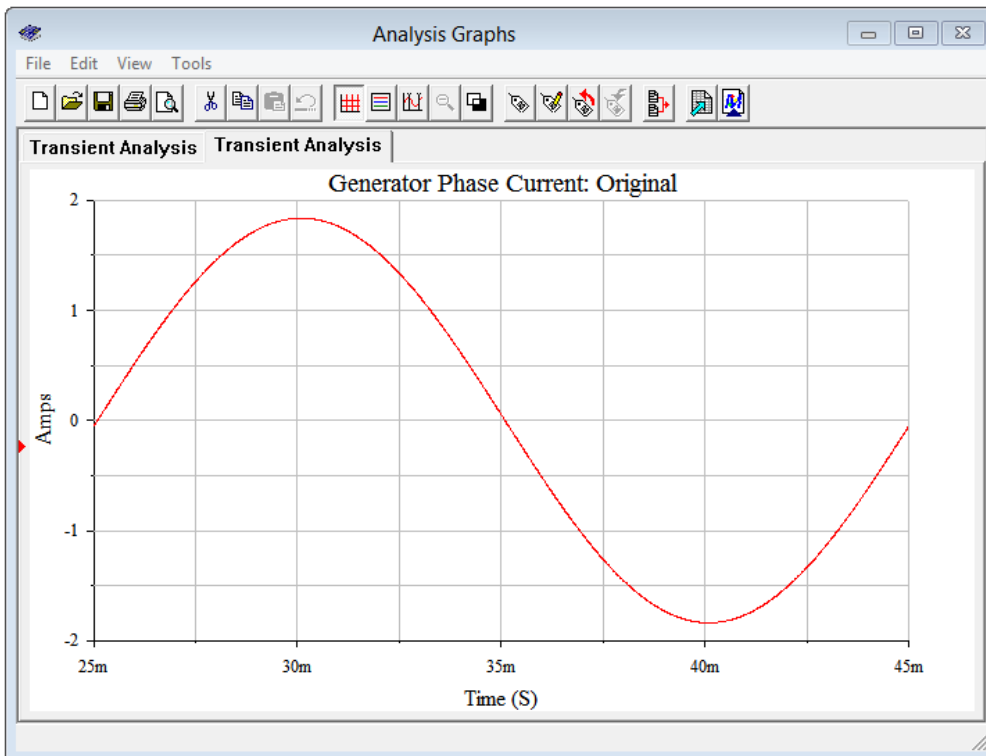 Analysis Graphs
File Edit View Tools
Transient Analysis Transient Analysis
Generator Phase Current: Original
2
1
0
-1
-2
Amps
25m 30m 35m 40m 45m
Time (S)